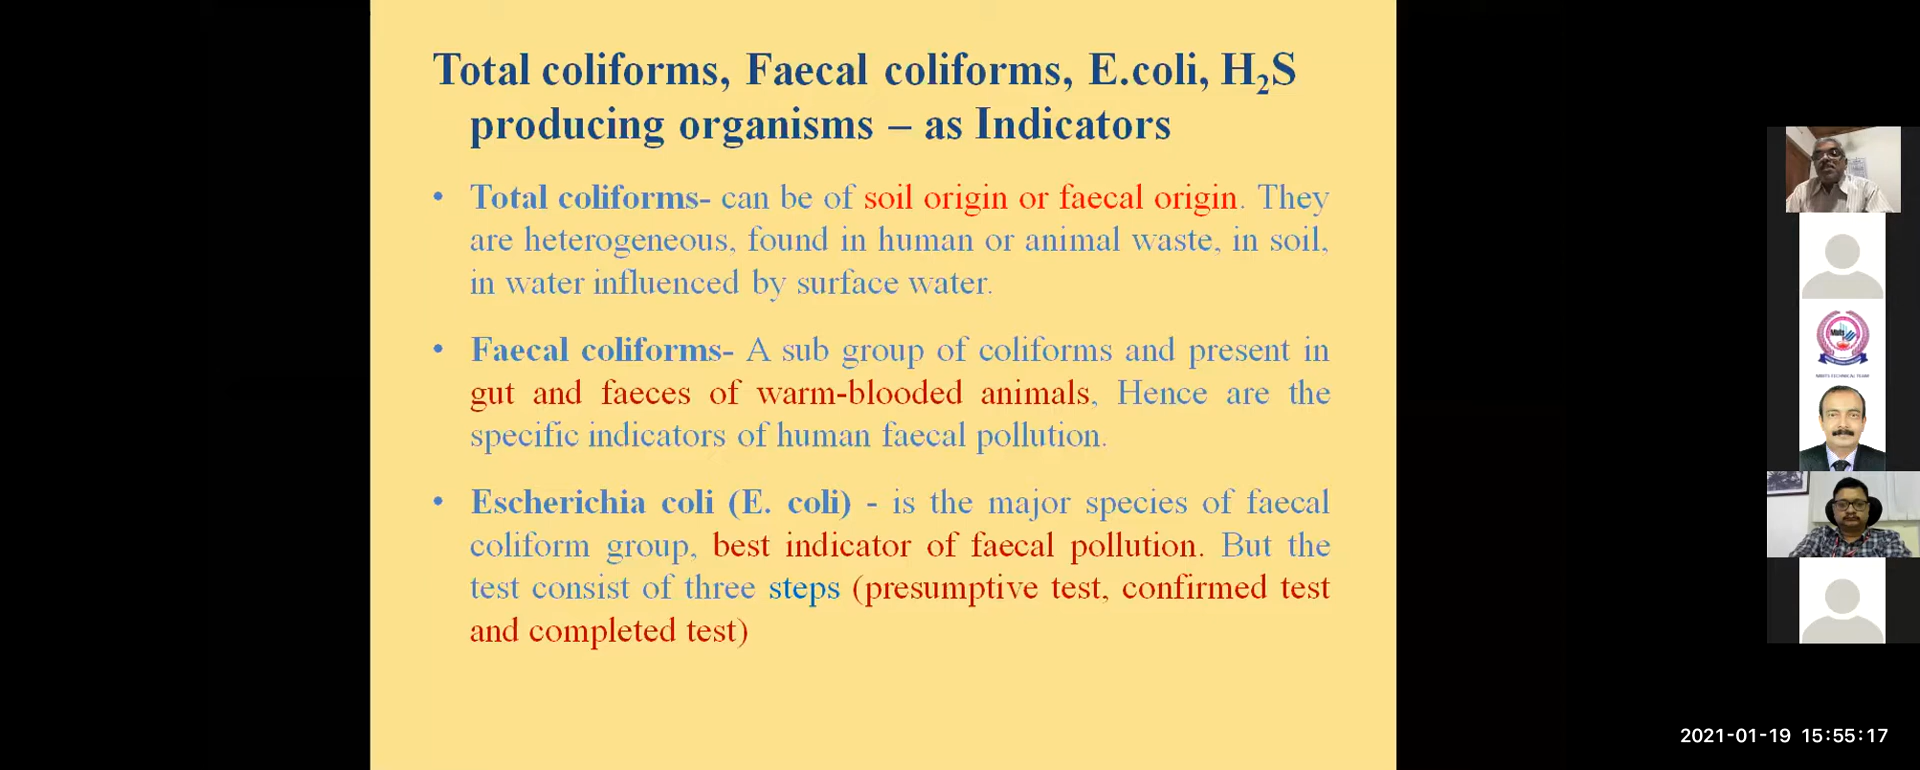 Total coliforms, Faecal coliforms, E.coli, H₂S
producing organisms – as Indicators
• Total coliforms- can be of soil origin or faecal origin. They
are heterogeneous, found in human or animal waste, in soil,
in water influenced by surface water.
• Faecal coliforms- A sub group of coliforms and present in
gut and faeces of warm-blooded animals, Hence are the
specific indicators of human faecal pollution.
• Escherichia coli (E. coli) - is the major species of faecal
coliform group, best indicator of faecal pollution. But the
test consist of three steps (presumptive test, confirmed test
and completed test)
2021-01-19 15:55:17